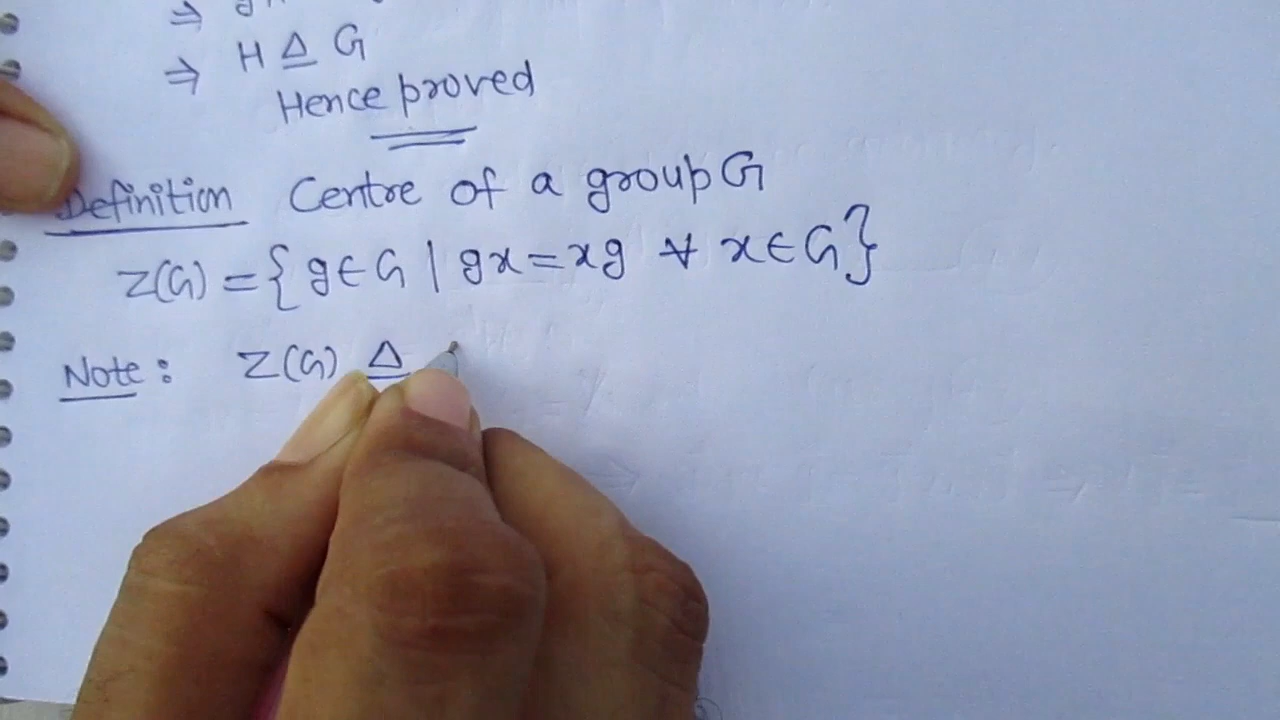 ⇒
⇒ H ⊴ G
Hence proved
Definition Centre of a group G
Z(G) = { g ∈ G | gx = xg ∀ x ∈ G }
Note : Z(G) ⊴